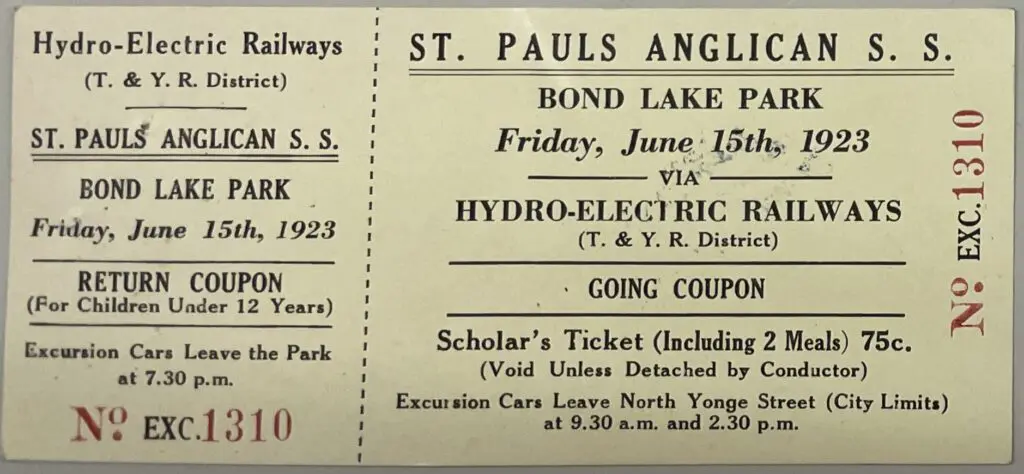 Hydro-Electric Railways
(T. & Y. R. District)
ST. PAULS ANGLICAN S. S.
BOND LAKE PARK
Friday, June 15th, 1923
RETURN COUPON
(For Children Under 12 Years)
Excursion Cars Leave the Park
at 7.30 p.m.
No. EXC.1310
ST. PAULS ANGLICAN S. S.
BOND LAKE PARK
Friday, June 15th, 1923
VIA
HYDRO-ELECTRIC RAILWAYS
(T. & Y. R. District)
GOING COUPON
Scholar's Ticket (Including 2 Meals) 75c.
(Void Unless Detached by Conductor)
Excursion Cars Leave North Yonge Street (City Limits)
at 9.30 a.m. and 2.30 p.m.
No. EXC.1310